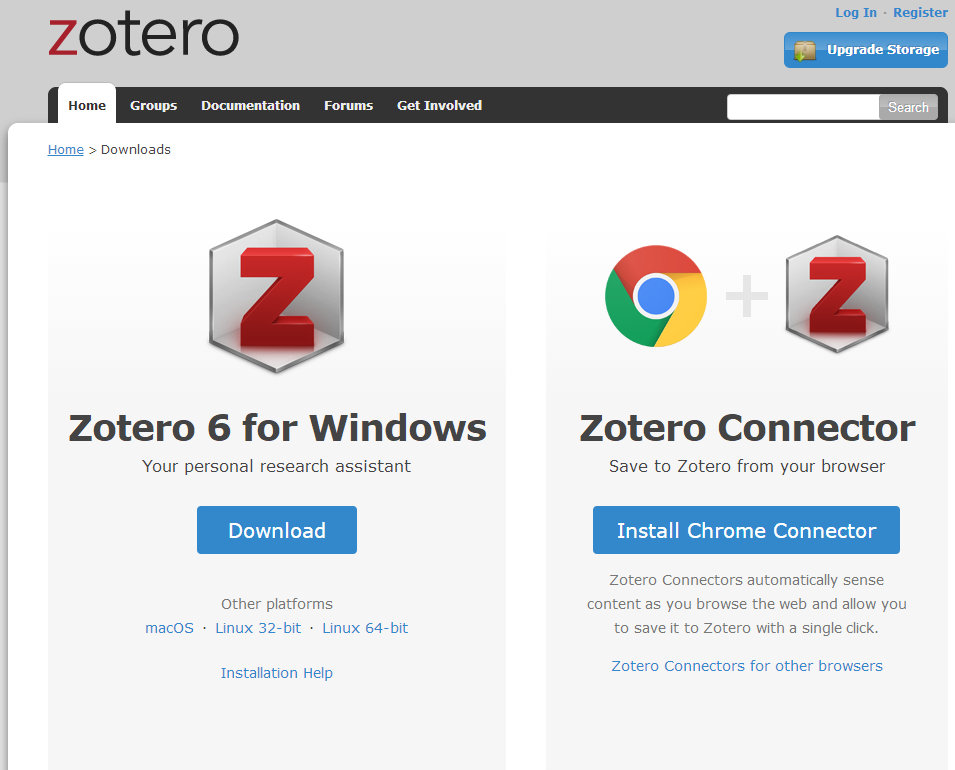 zotero
Log In · Register
Upgrade Storage
Home Groups Documentation Forums Get Involved
Search
Home > Downloads
Z
Z
Zotero 6 for Windows
Your personal research assistant
Download
Other platforms
macOS · Linux 32-bit · Linux 64-bit
Installation Help
Zotero Connector
Save to Zotero from your browser
Install Chrome Connector
Zotero Connectors automatically sense
content as you browse the web and allow you
to save it to Zotero with a single click.
Zotero Connectors for other browsers